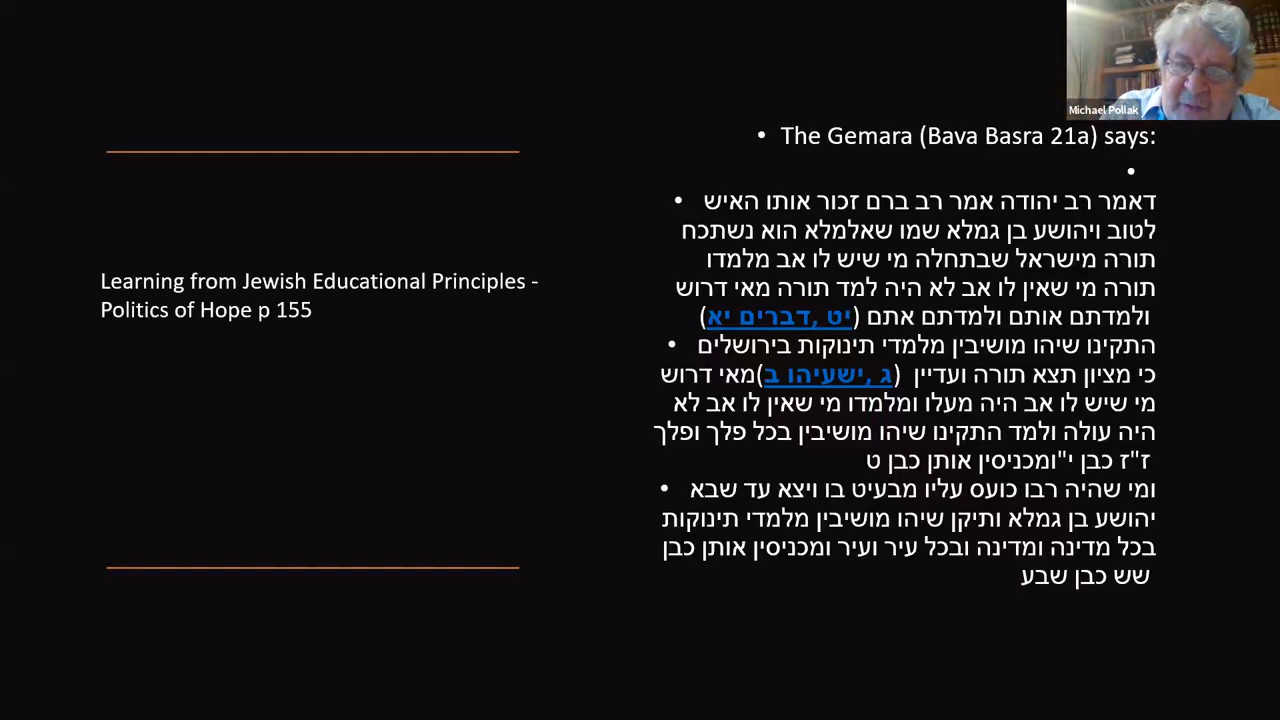 Michael Pollak
Learning from Jewish Educational Principles -
Politics of Hope p 155
• The Gemara (Bava Basra 21a) says:
•
• דאמר רב יהודה אמר רב ברם זכור אותו האיש
לטוב ויהושע בן גמלא שמו שאלמלא הוא נשתכח
תורה מישראל שבתחלה מי שיש לו אב מלמדו
תורה מי שאין לו אב לא היה למד תורה מאי דרוש
ולמדתם אותם ולמדתם אתם (דברים יא, יט)
• התקינו שיהו מושיבין מלמדי תינוקות בירושלים
מאי דרוש (ישעיהו ב, ג) כי מציון תצא תורה ועדיין
מי שיש לו אב היה מעלו ומלמדו מי שאין לו אב לא
היה עולה ולמד התקינו שיהו מושיבין בכל פלך ופלך
ומכניסין אותן כבן ט"ז כבן י"ז
• ומי שהיה רבו כועס עליו מבעיט בו ויצא עד שבא
יהושע בן גמלא ותיקן שיהו מושיבין מלמדי תינוקות
בכל מדינה ומדינה ובכל עיר ועיר ומכניסין אותן כבן
שש כבן שבע